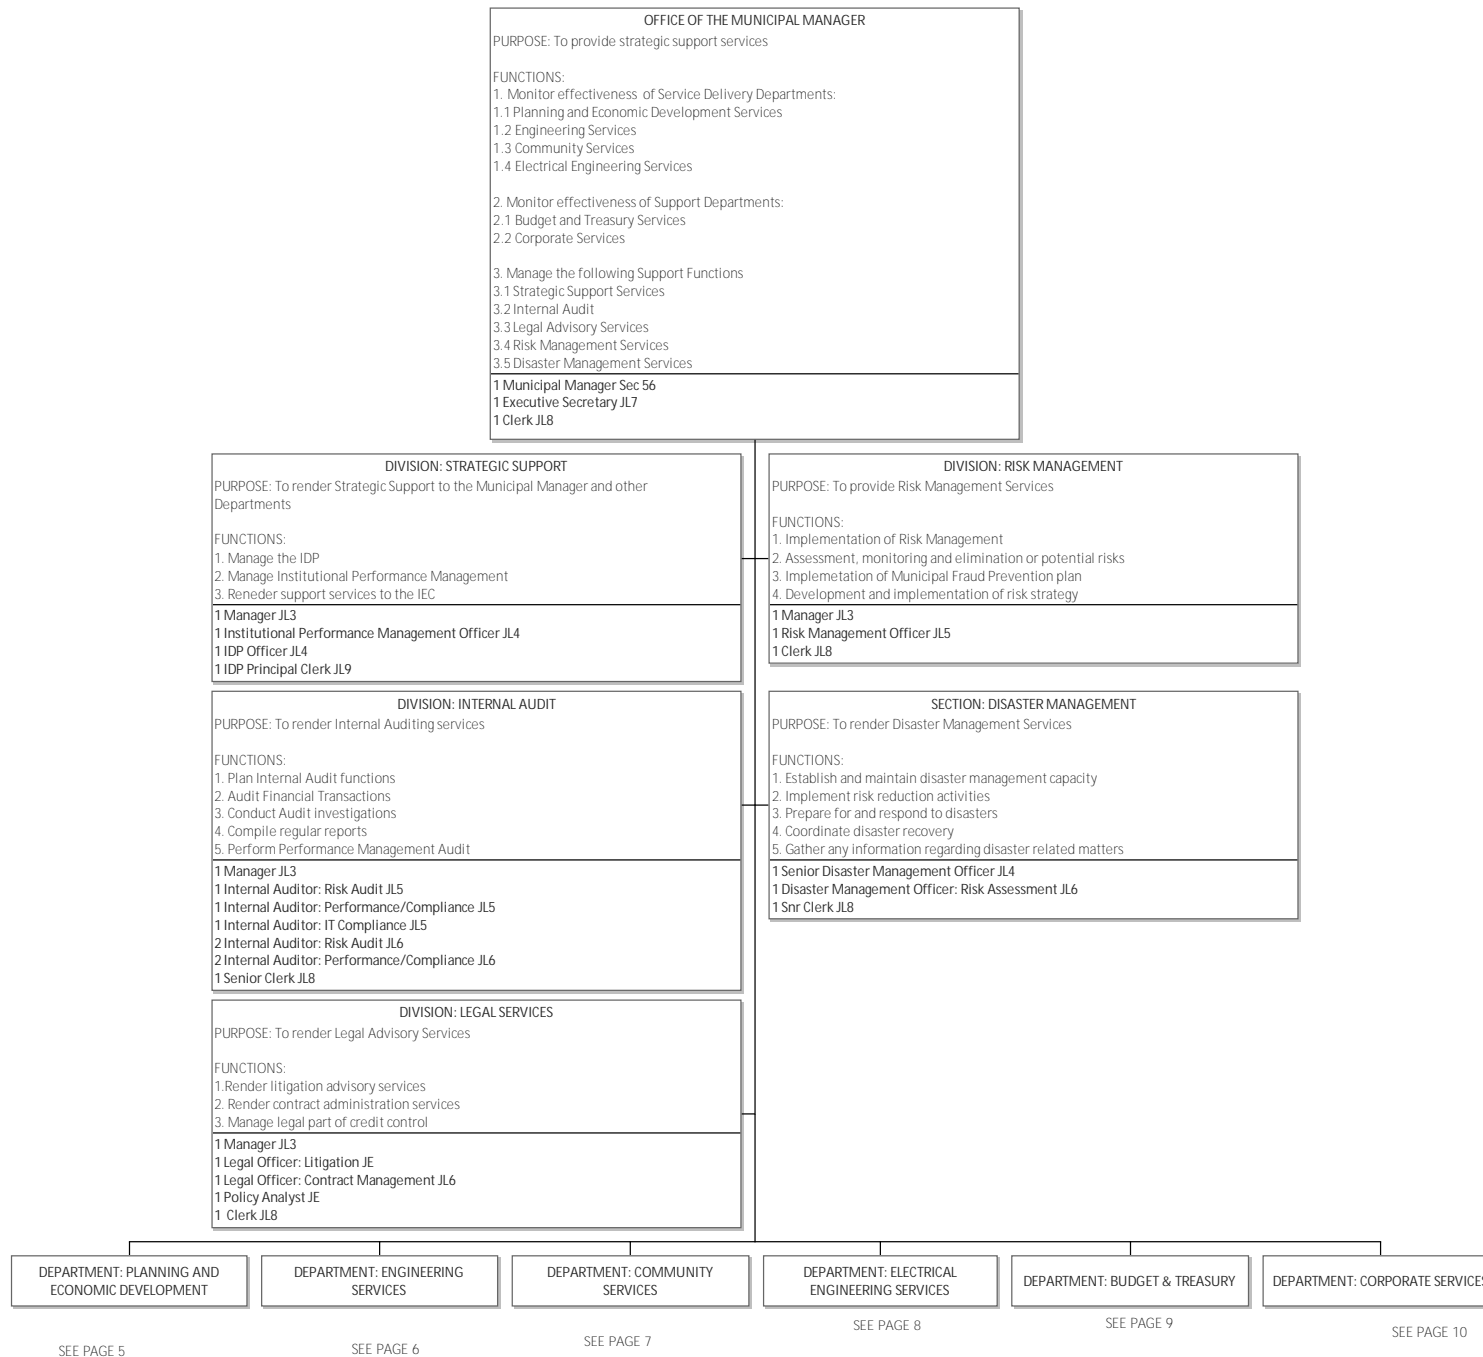 OFFICE OF THE MUNICIPAL MANAGER
PURPOSE: To provide strategic support services
FUNCTIONS:
1. Monitor effectiveness of Service Delivery Departments:
1.1 Planning and Economic Development Services
1.2 Engineering Services
1.3 Community Services
1.4 Electrical Engineering Services
2. Monitor effectiveness of Support Departments:
2.1 Budget and Treasury Services
2.2 Corporate Services
3. Manage the following Support Functions
3.1 Strategic Support Services
3.2 Internal Audit
3.3 Legal Advisory Services
3.4 Risk Management Services
3.5 Disaster Management Services
1 Municipal Manager Sec 56
1 Executive Secretary JL7
1 Clerk JL8
DIVISION: STRATEGIC SUPPORT
PURPOSE: To render Strategic Support to the Municipal Manager and other
Departments
FUNCTIONS:
1. Manage the IDP
2. Manage Institutional Performance Management
3. Reneder support services to the IEC
1 Manager JL3
1 Institutional Performance Management Officer JL4
1 IDP Officer JL4
1 IDP Principal Clerk JL9
DIVISION: RISK MANAGEMENT
PURPOSE: To provide Risk Management Services
FUNCTIONS:
1. Implementation of Risk Management
2. Assessment, monitoring and elimination or potential risks
3. Implemetation of Municipal Fraud Prevention plan
4. Development and implementation of risk strategy
1 Manager JL3
1 Risk Management Officer JL5
1 Clerk JL8
DIVISION: INTERNAL AUDIT
PURPOSE: To render Internal Auditing services
FUNCTIONS:
1. Plan Internal Audit functions
2. Audit Financial Transactions
3. Conduct Audit investigations
4. Compile regular reports
5. Perform Performance Management Audit
1 Manager JL3
1 Internal Auditor: Risk Audit JL5
1 Internal Auditor: Performance/Compliance JL5
1 Internal Auditor: IT Compliance JL5
2 Internal Auditor: Risk Audit JL6
2 Internal Auditor: Performance/Compliance JL6
1 Senior Clerk JL8
SECTION: DISASTER MANAGEMENT
PURPOSE: To render Disaster Management Services
FUNCTIONS:
1. Establish and maintain disaster management capacity
2. Implement risk reduction activities
3. Prepare for and respond to disasters
4. Coordinate disaster recovery
5. Gather any information regarding disaster related matters
1 Senior Disaster Management Officer JL4
1 Disaster Management Officer: Risk Assessment JL6
1 Snr Clerk JL8
DIVISION: LEGAL SERVICES
PURPOSE: To render Legal Advisory Services
FUNCTIONS:
1.Render litigation advisory services
2. Render contract administration services
3. Manage legal part of credit control
1 Manager JL3
1 Legal Officer: Litigation JE
1 Legal Officer: Contract Management JL6
1 Policy Analyst JE
1 Clerk JL8
DEPARTMENT: PLANNING AND
ECONOMIC DEVELOPMENT
DEPARTMENT: ENGINEERING
SERVICES
DEPARTMENT: COMMUNITY
SERVICES
DEPARTMENT: ELECTRICAL
ENGINEERING SERVICES
DEPARTMENT: BUDGET & TREASURY
DEPARTMENT: CORPORATE SERVICES
SEE PAGE 5
SEE PAGE 6
SEE PAGE 7
SEE PAGE 8
SEE PAGE 9
SEE PAGE 10